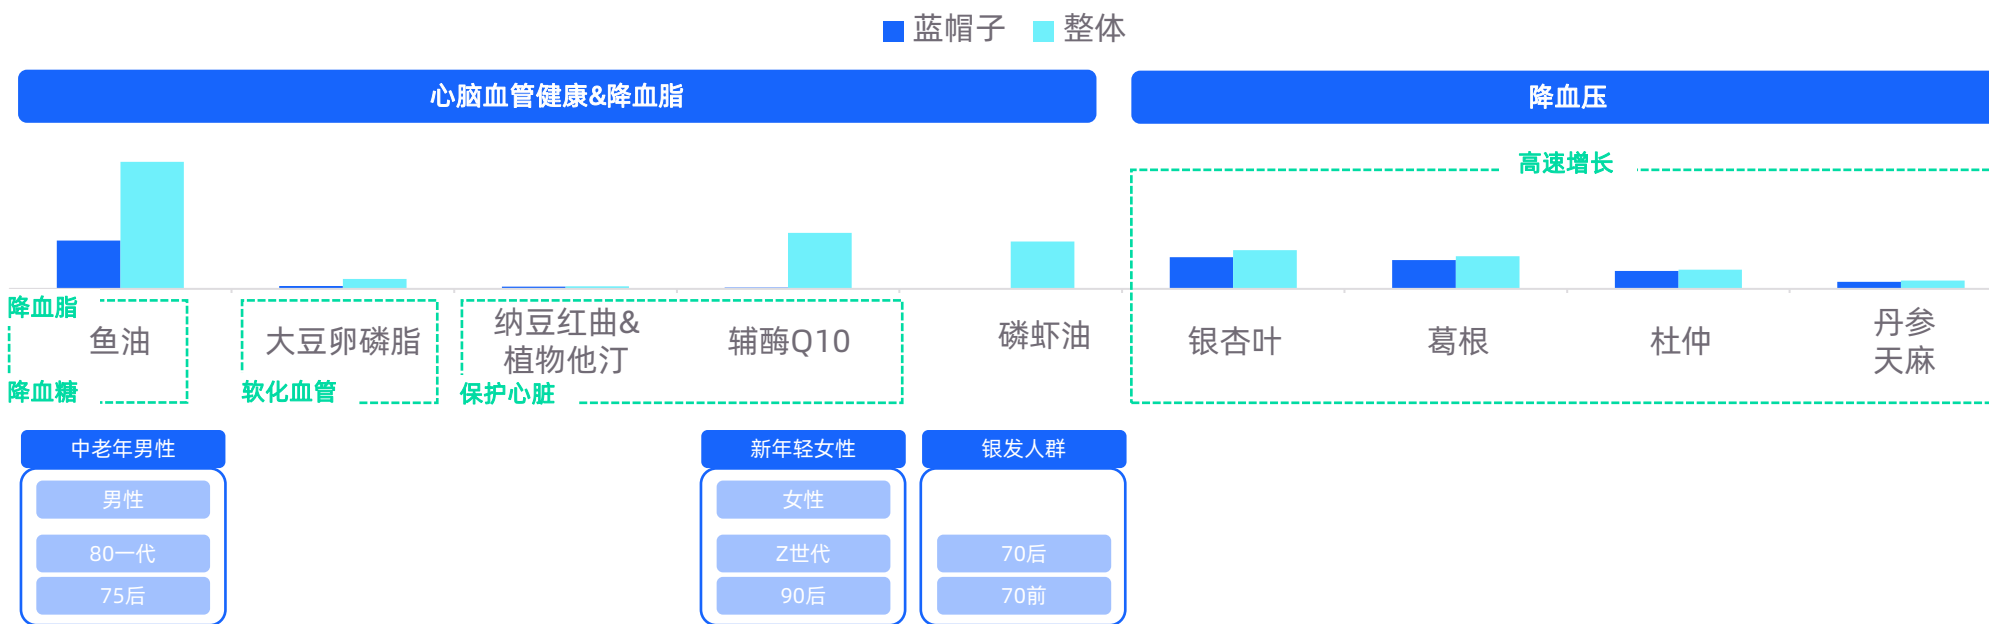 蓝帽子 整体
心脑血管健康&降血脂
降血压
高速增长
降血脂
鱼油
降血糖
大豆卵磷脂
软化血管
纳豆红曲&
植物他汀
保护心脏
辅酶Q10
磷虾油
银杏叶
葛根
杜仲
丹参
天麻
中老年男性
男性
80一代
75后
新年轻女性
女性
Z世代
90后
银发人群
70后
70前